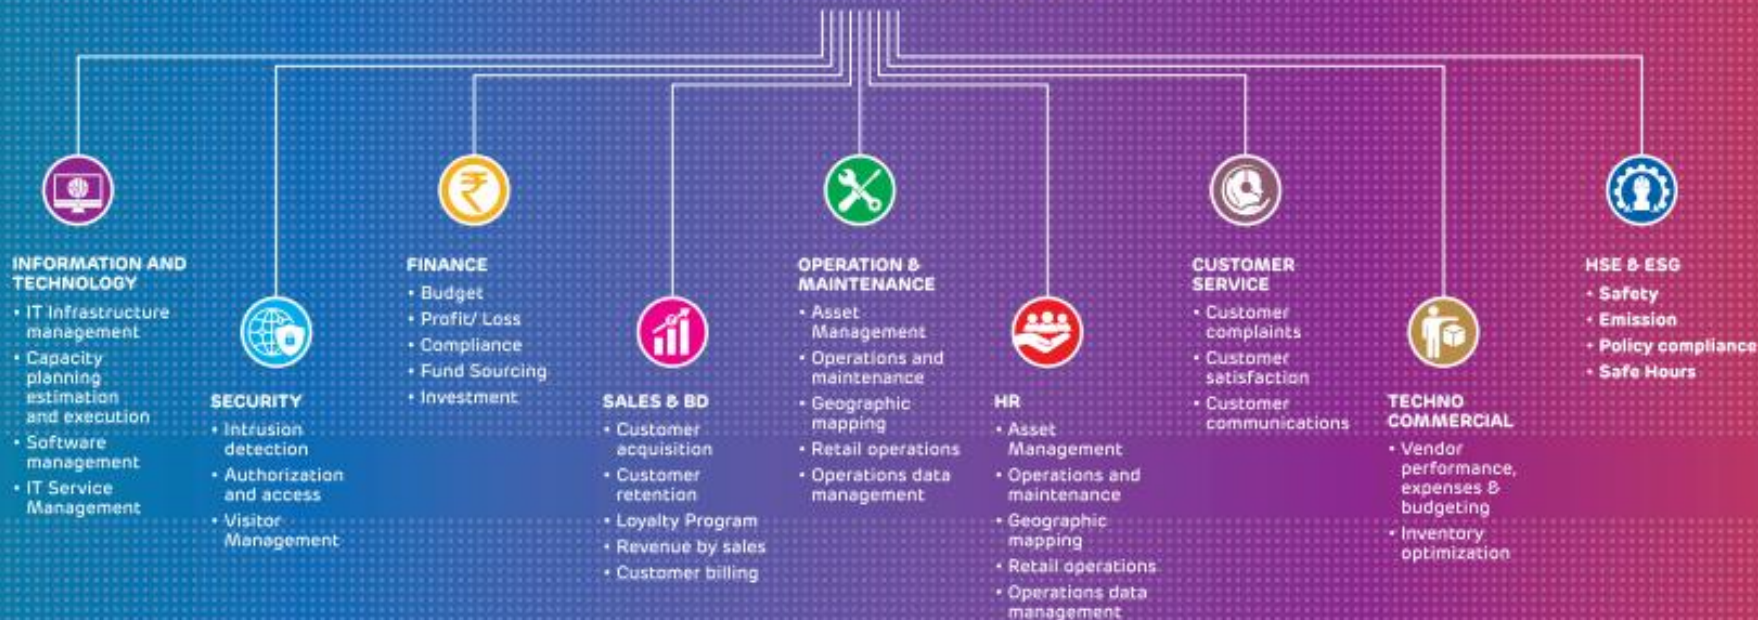 INFORMATION AND
TECHNOLOGY
• IT Infrastructure
management
• Capacity
planning
estimation
and execution
• Software
management
• IT Service
Management
SECURITY
• Intrusion
detection
• Authorization
and access
• Visitor
Management
FINANCE
• Budget
• Profit/ Loss
• Compliance
• Fund Sourcing
• Investment
SALES & BD
• Customer
acquisition
• Customer
retention
• Loyalty Program
• Revenue by sales
• Customer billing
OPERATION &
MAINTENANCE
• Asset
Management
• Operations and
maintenance
• Geographic
mapping
• Retail operations
• Operations data
management
HR
• Asset
Management
• Operations and
maintenance
• Geographic
mapping
• Retail operations
• Operations data
management
CUSTOMER
SERVICE
• Customer
complaints
• Customer
satisfaction
• Customer
communications
TECHNO
COMMERCIAL
• Vendor
performance,
expenses &
budgeting
• Inventory
optimization
HSE & ESG
• Safety
• Emission
• Policy compliance
• Safe Hours